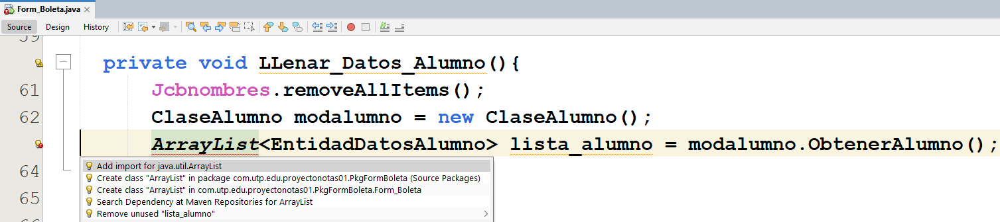 Form_Boleta.java
Source Design History
59
private void LLenar_Datos_Alumno(){
61 Jcbnombres.removeAllItems();
62 ClaseAlumno modalumno = new ClaseAlumno();
ArrayList<EntidadDatosAlumno> lista_alumno = modalumno.ObtenerAlumno();
Add import for java.util.ArrayList
64 Create class "ArrayList" in package com.utp.edu.proyectonotas01.PkgFormBoleta (Source Packages)
Create class "ArrayList" in com.utp.edu.proyectonotas01.PkgFormBoleta.Form_Boleta
65 Search Dependency at Maven Repositories for ArrayList
Remove unused "lista_alumno"